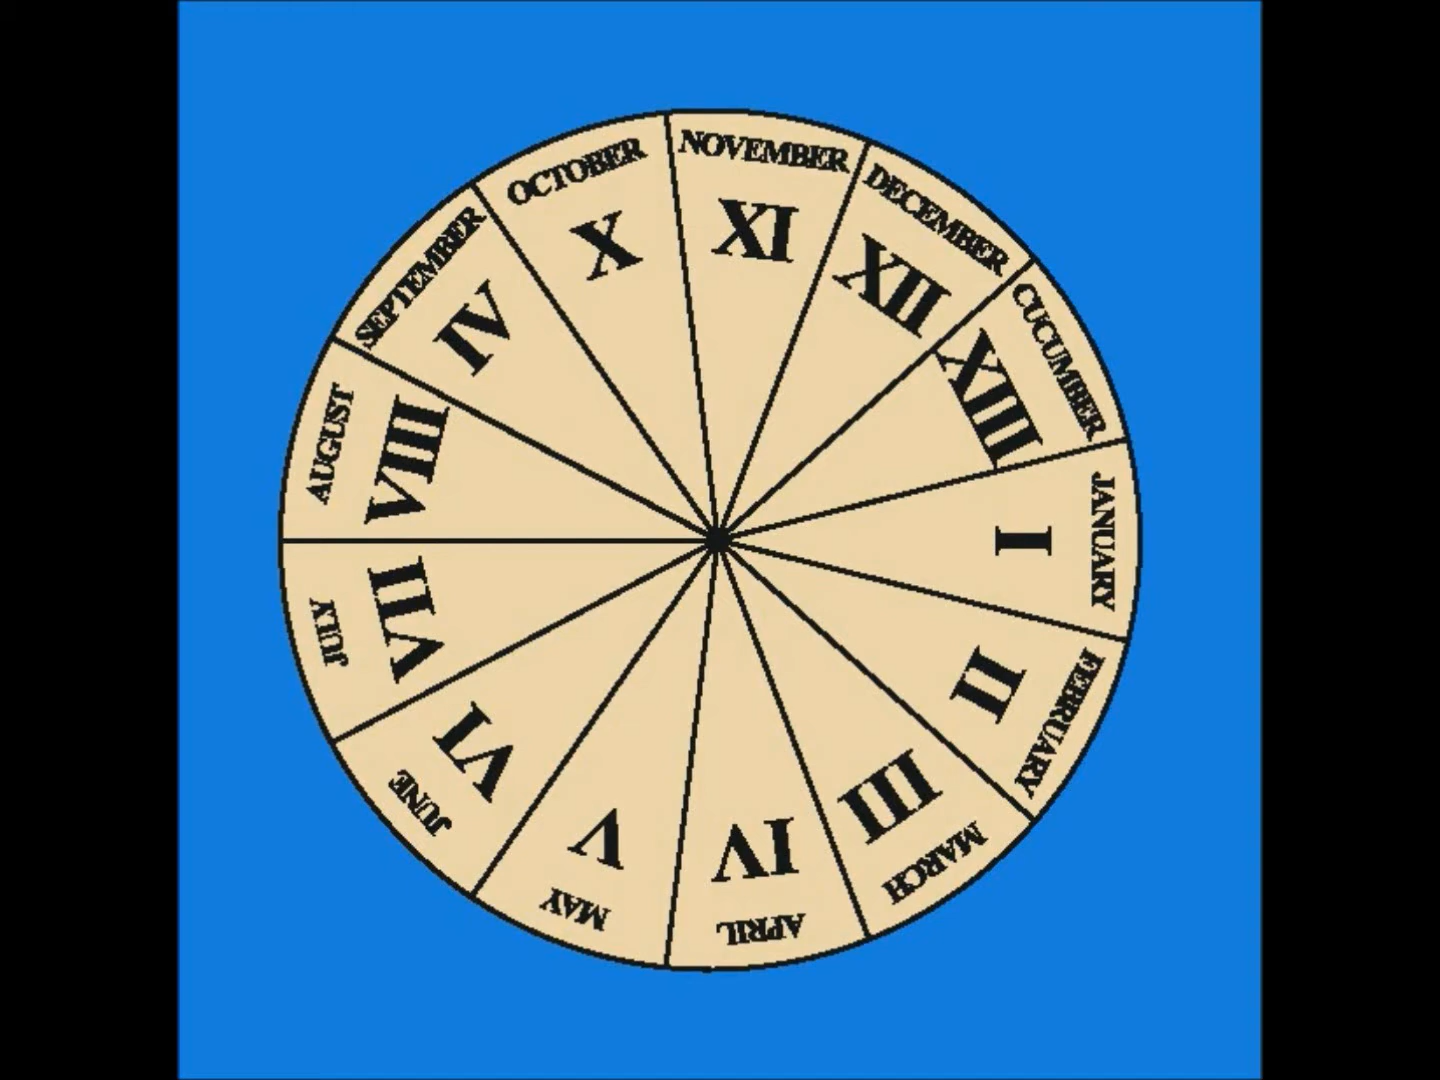 JANUARY
I
FEBRUARY
II
MARCH
III
APRIL
IV
MAY
V
JUNE
VI
JULY
VII
AUGUST
VIII
SEPTEMBER
IV
OCTOBER
X
NOVEMBER
XI
DECEMBER
XII
CUCUMBER
XIII